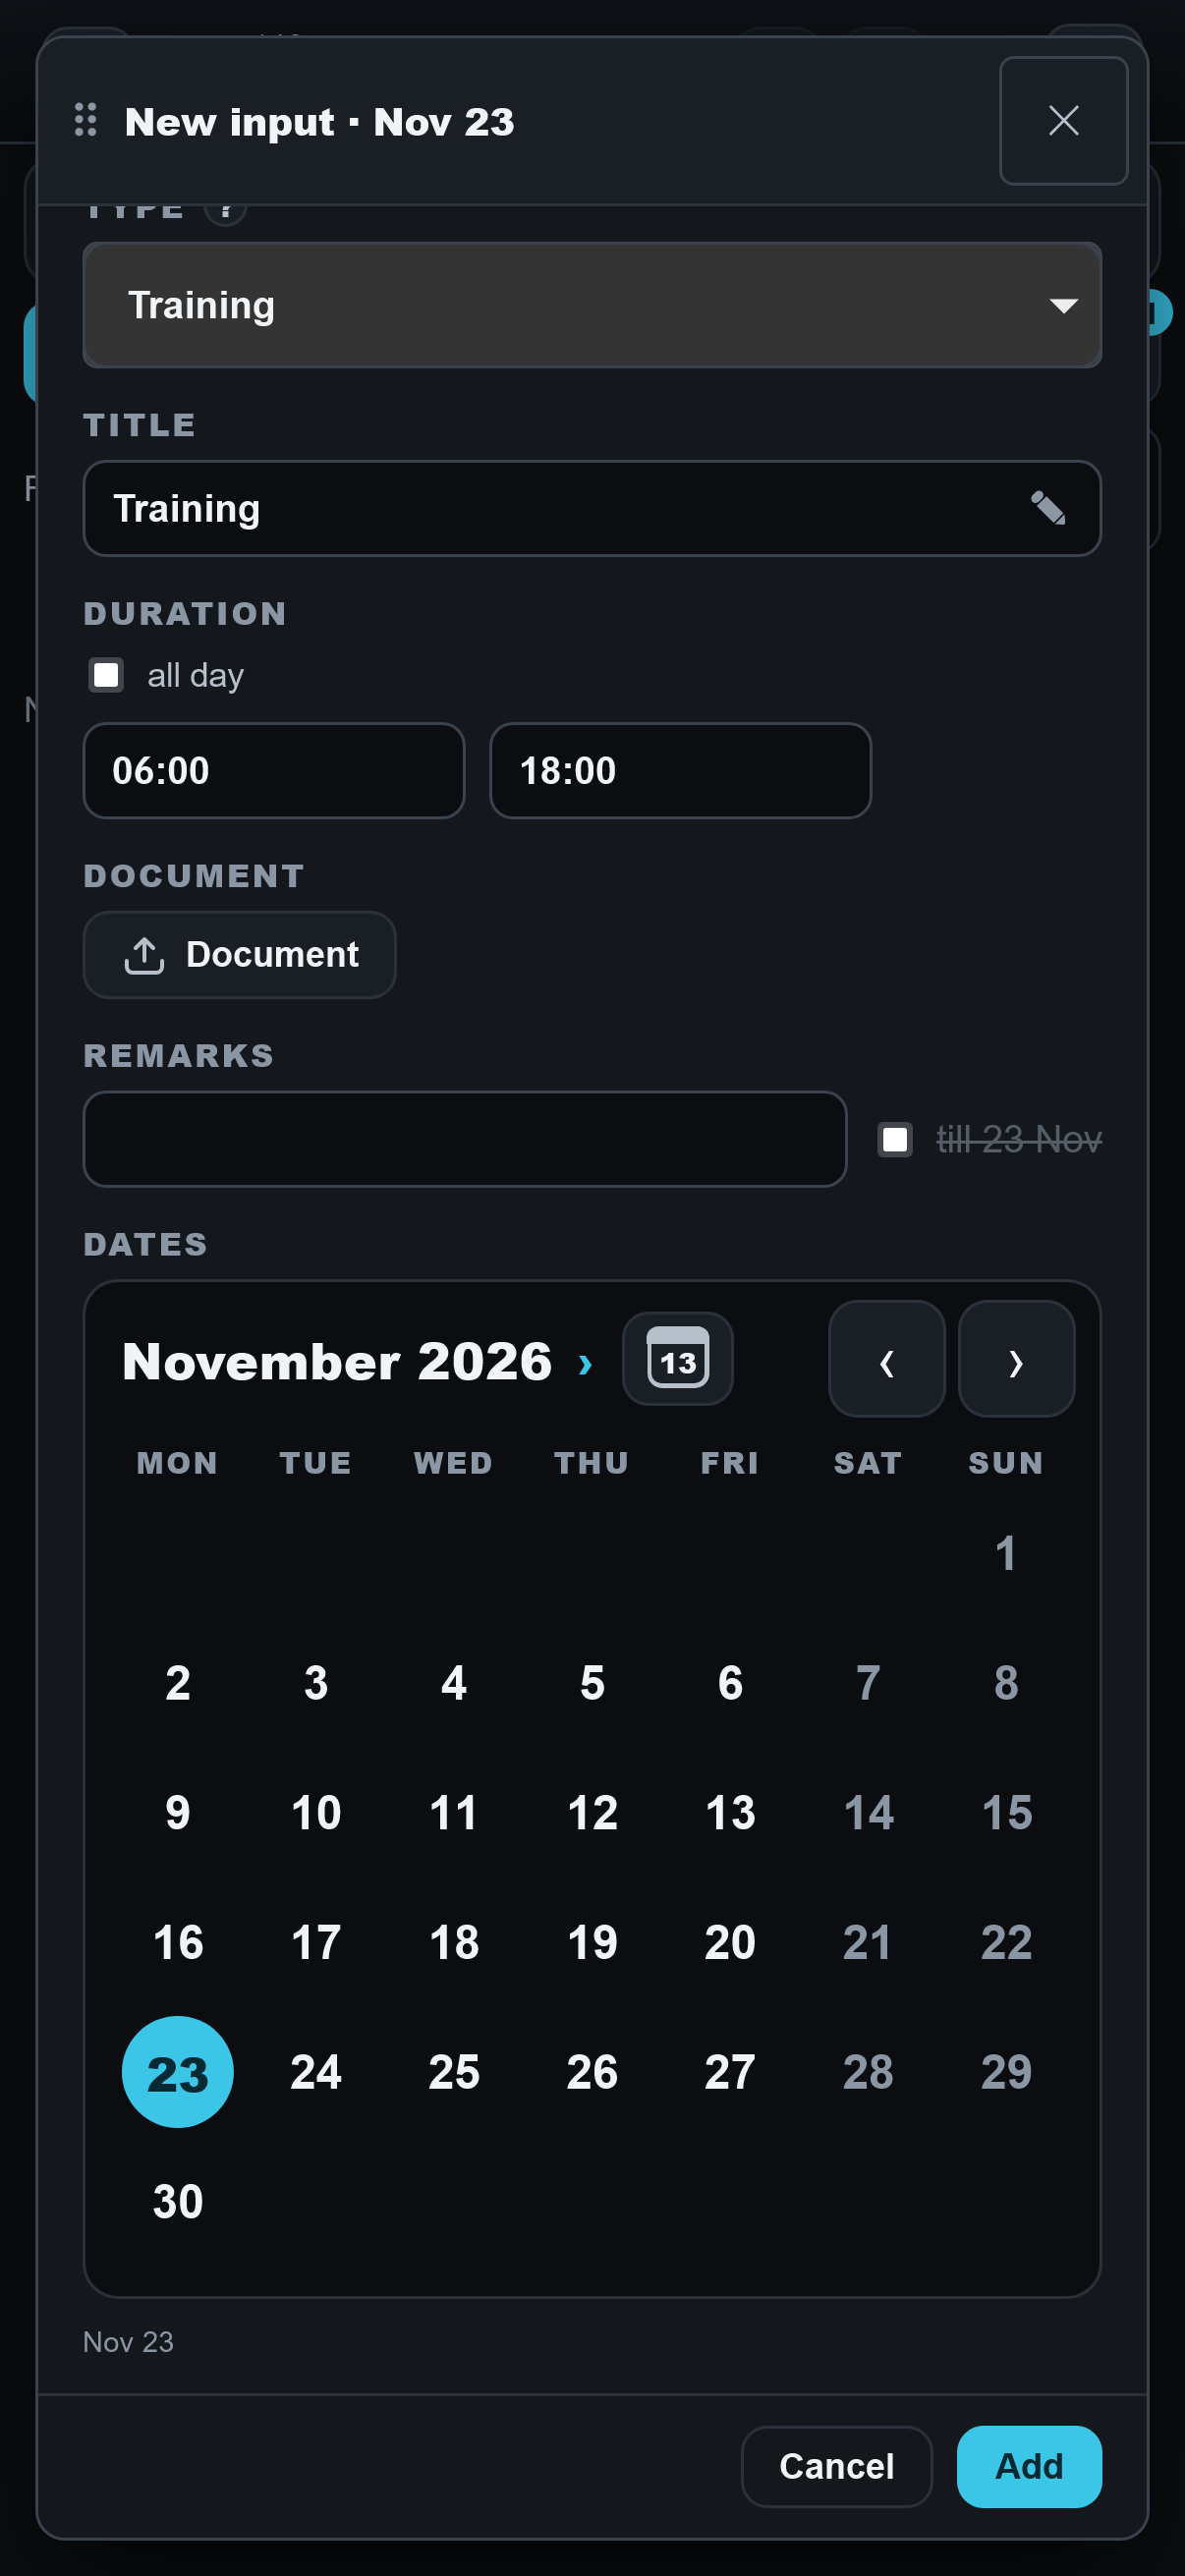 New input · Nov 23
TYPE ?
Training
TITLE
Training
DURATION
all day
06:00 18:00
DOCUMENT
Document
REMARKS
till 23 Nov
DATES
November 2026 › 13 ‹ ›
MON TUE WED THU FRI SAT SUN
1
2 3 4 5 6 7 8
9 10 11 12 13 14 15
16 17 18 19 20 21 22
23 24 25 26 27 28 29
30
Nov 23
Cancel Add